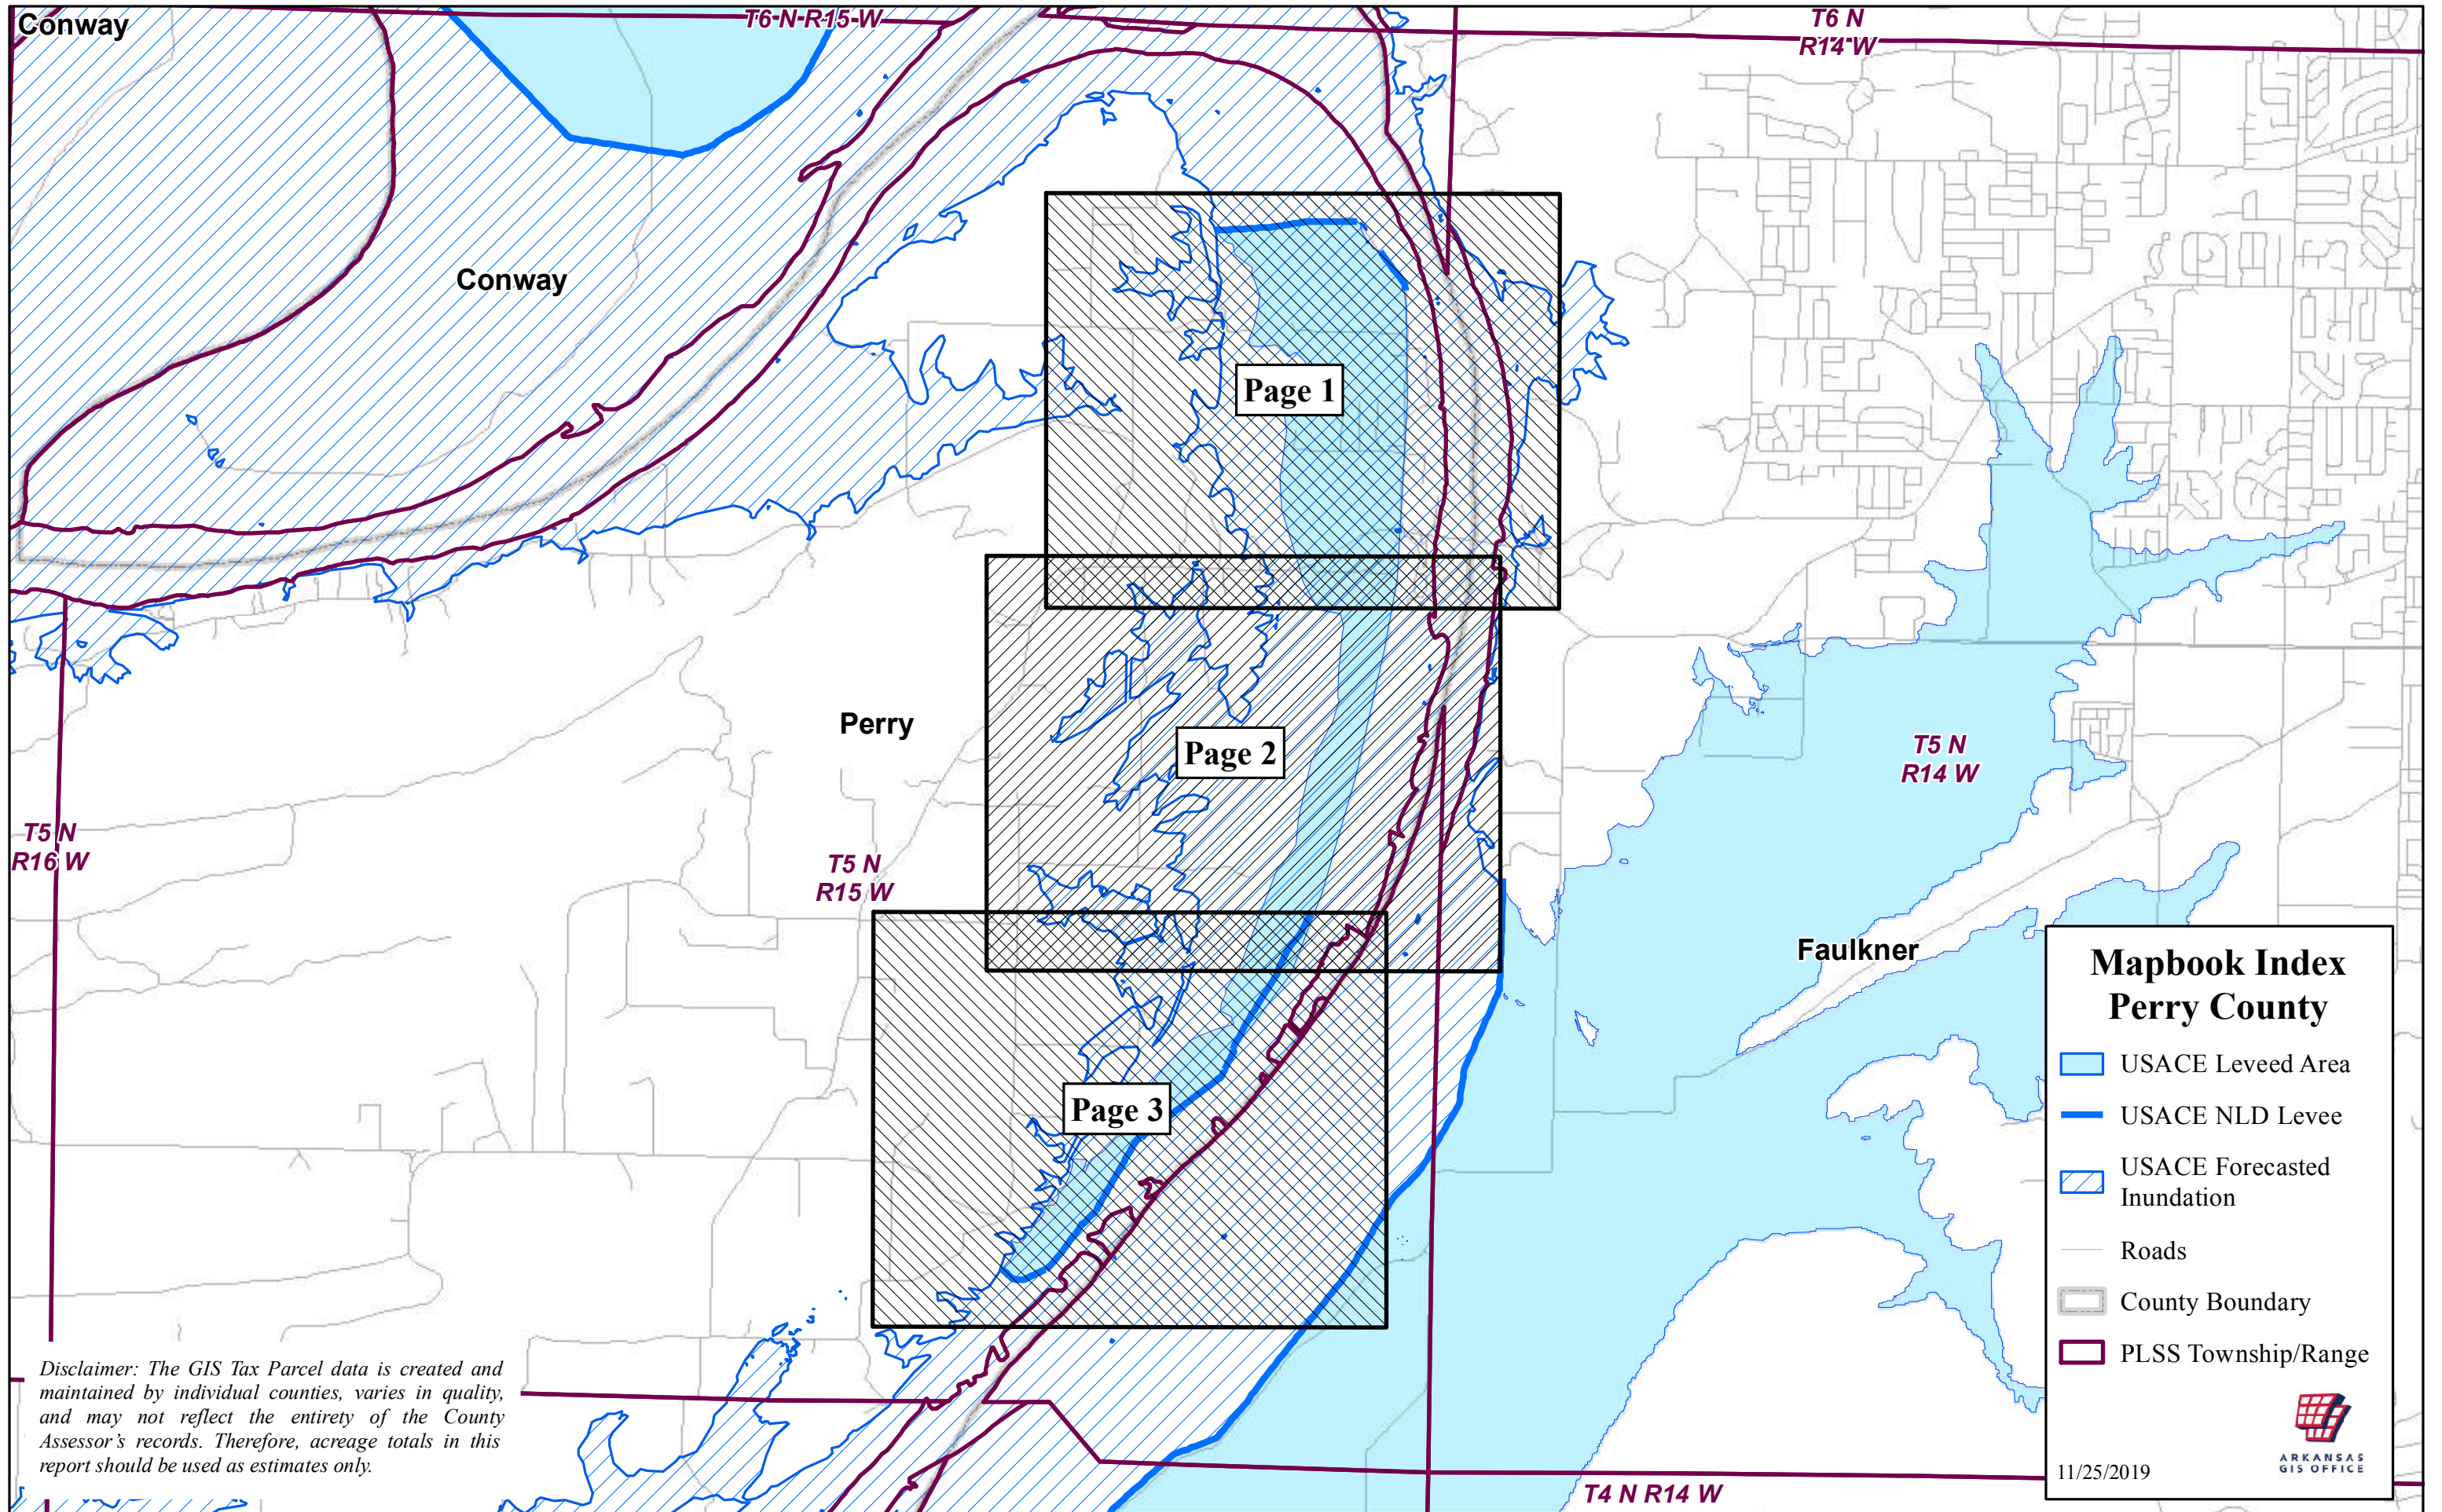 Conway
T6 N R15 W
T6 N
R14 W
Conway
Page 1
Perry
Page 2
T5 N
R14 W
T5 N
R16 W
T5 N
R15 W
Faulkner
Page 3
Mapbook Index
Perry County
USACE Leveed Area
USACE NLD Levee
USACE Forecasted
Inundation
Roads
County Boundary
PLSS Township/Range
11/25/2019
ARKANSAS
GIS OFFICE
Disclaimer: The GIS Tax Parcel data is created and
maintained by individual counties, varies in quality,
and may not reflect the entirety of the County
Assessor's records. Therefore, acreage totals in this
report should be used as estimates only.
T4 N R14 W